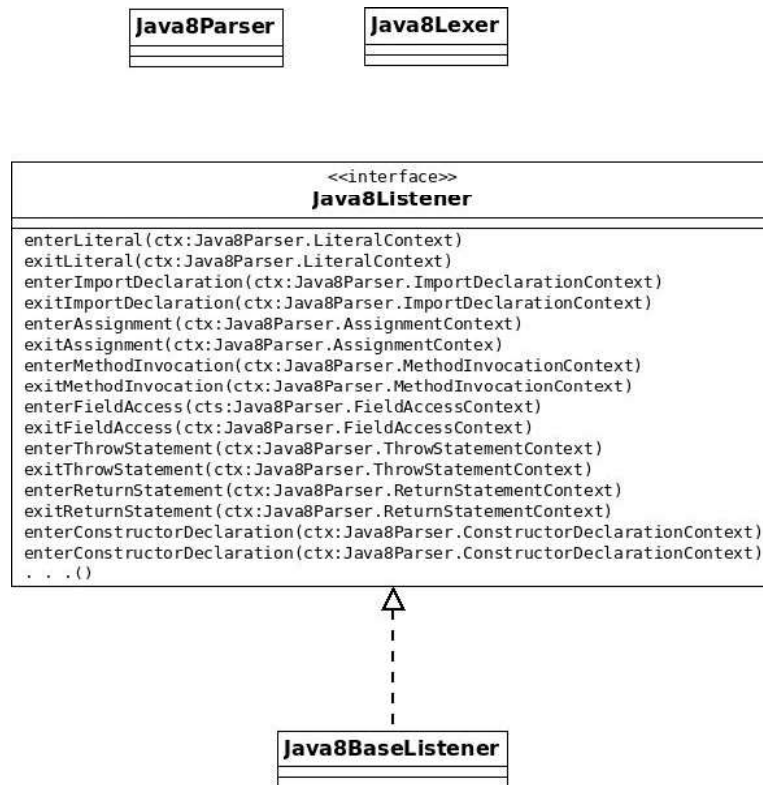 Java8Parser
Java8Lexer
<<interface>>
Java8Listener
enterLiteral(ctx:Java8Parser.LiteralContext)
exitLiteral(ctx:Java8Parser.LiteralContext)
enterImportDeclaration(ctx:Java8Parser.ImportDeclarationContext)
exitImportDeclaration(ctx:Java8Parser.ImportDeclarationContext)
enterAssignment(ctx:Java8Parser.AssignmentContext)
exitAssignment(ctx:Java8Parser.AssignmentContex)
enterMethodInvocation(ctx:Java8Parser.MethodInvocationContext)
exitMethodInvocation(ctx:Java8Parser.MethodInvocationContext)
enterFieldAccess(cts:Java8Parser.FieldAccessContext)
exitFieldAccess(ctx:Java8Parser.FieldAccessContext)
enterThrowStatement(ctx:Java8Parser.ThrowStatementContext)
exitThrowStatement(ctx:Java8Parser.ThrowStatementContext)
enterReturnStatement(ctx:Java8Parser.ReturnStatementContext)
exitReturnStatement(ctx:Java8Parser.ReturnStatementContext)
enterConstructorDeclaration(ctx:Java8Parser.ConstructorDeclarationContext)
enterConstructorDeclaration(ctx:Java8Parser.ConstructorDeclarationContext)
. . .()
Java8BaseListener